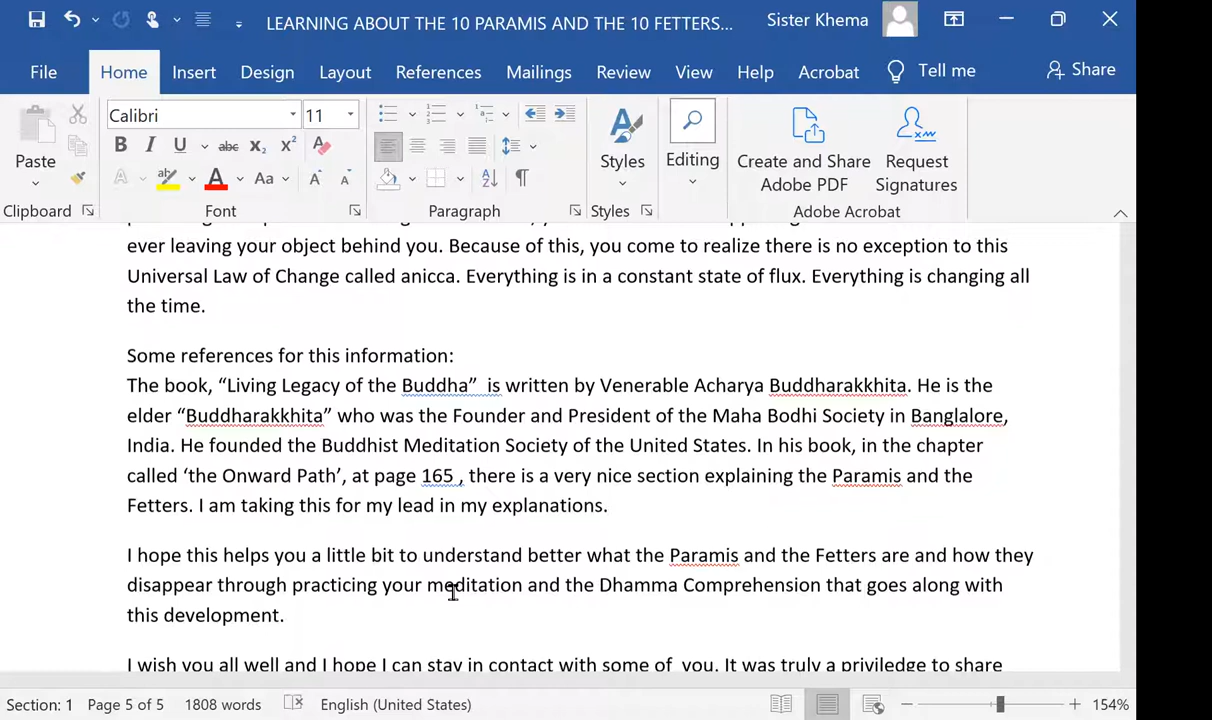 LEARNING ABOUT THE 10 PARAMIS AND THE 10 FETTERS...
Sister Khema
File Home Insert Design Layout References Mailings Review View Help Acrobat Tell me Share
Calibri 11
Paste
B I U abc x₂ x² A
A ab A Aa A A
Styles
Editing
Create and Share
Adobe PDF
Request
Signatures
Clipboard Font Paragraph Styles Adobe Acrobat
ever leaving your object behind you. Because of this, you come to realize there is no exception to this
Universal Law of Change called anicca. Everything is in a constant state of flux. Everything is changing all
the time.
Some references for this information:
The book, “Living Legacy of the Buddha”  is written by Venerable Acharya Buddharakkhita. He is the
elder “Buddharakkhita” who was the Founder and President of the Maha Bodhi Society in Banglalore,
India. He founded the Buddhist Meditation Society of the United States. In his book, in the chapter
called ‘the Onward Path’, at page 165 , there is a very nice section explaining the Paramis and the
Fetters. I am taking this for my lead in my explanations.
I hope this helps you a little bit to understand better what the Paramis and the Fetters are and how they
disappear through practicing your meditation and the Dhamma Comprehension that goes along with
this development.
I wish you all well and I hope I can stay in contact with some of  you. It was truly a priviledge to share
Section: 1 Page 5 of 5 1808 words English (United States) 154%